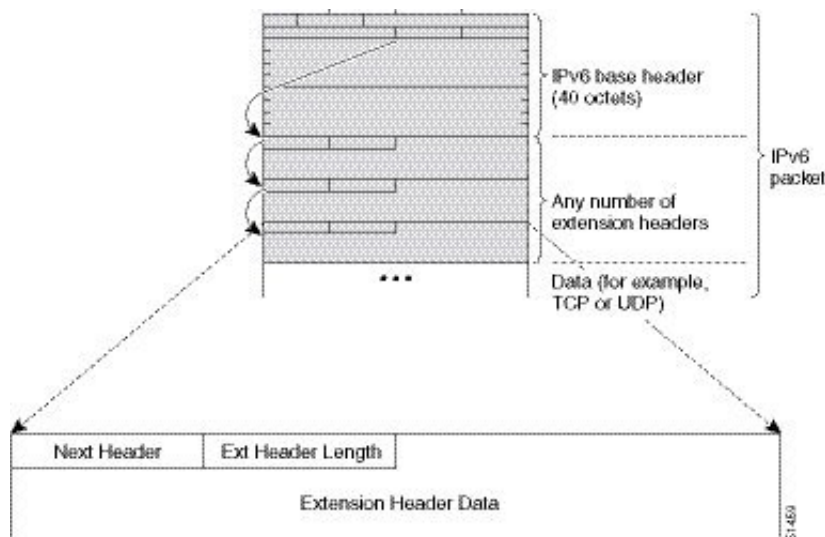 IPv6 base header
(40 octets)
IPv6
packet
Any number of
extension headers
Data (for example,
TCP or UDP)
Next Header
Ext Header Length
Extension Header Data
51459